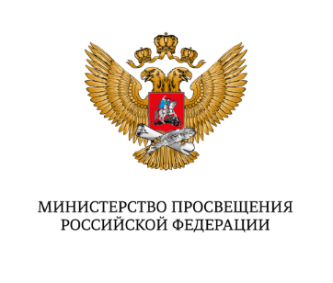 МИНИСТЕРСТВО ПРОСВЕЩЕНИЯ
РОССИЙСКОЙ ФЕДЕРАЦИИ